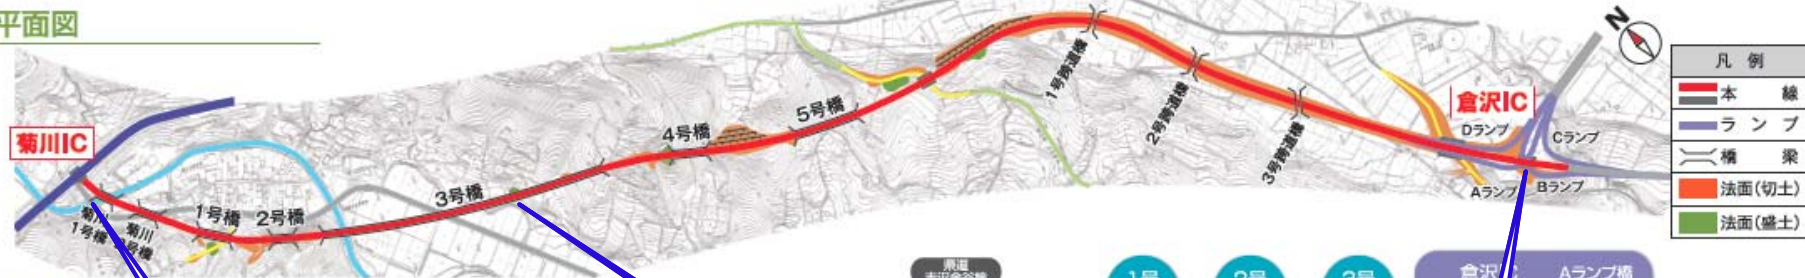 平面図
N
凡 例
本 線
ランプ
橋 梁
法面(切土)
法面(盛土)
菊川IC
菊川
1号橋
菊川
1号橋
2号橋
3号橋
4号橋
5号橋
1号跨道橋
2号跨道橋
3号跨道橋
倉沢IC
Dランプ
Cランプ
Aランプ
Bランプ
県道
1号
2号
3号
倉沢IC
Aランプ橋